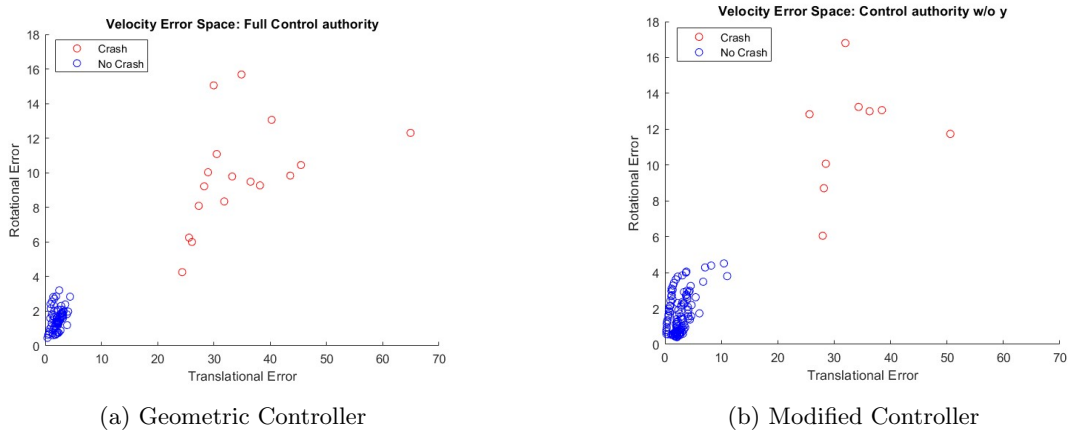 Velocity Error Space: Full Control authority
18
16
14
12
10
8
6
4
2
0
Crash
No Crash
Rotational Error
0 10 20 30 40 50 60 70
Translational Error
(a) Geometric Controller
Velocity Error Space: Control authority w/o y
18
16
14
12
10
8
6
4
2
0
Crash
No Crash
Rotational Error
0 10 20 30 40 50 60 70
Translational Error
(b) Modified Controller